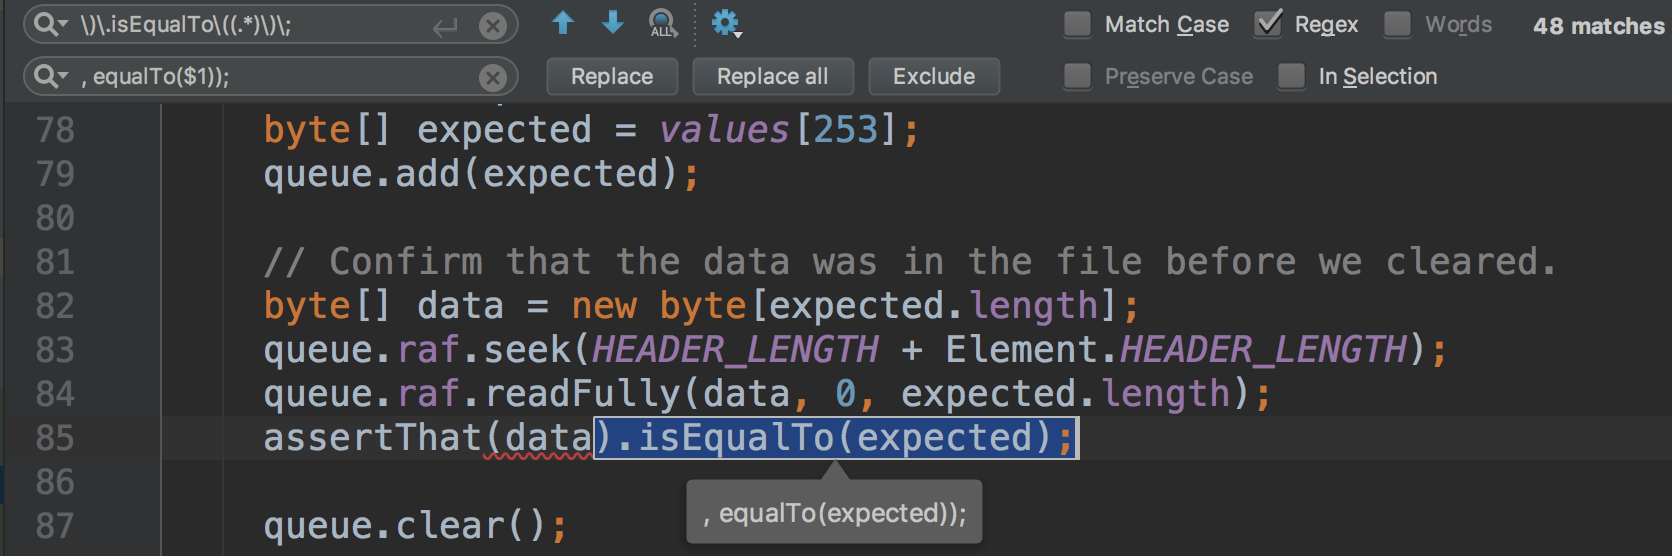 \)\.isEqualTo\((.*)\)\;
ALL
Match Case Regex Words 48 matches
, equalTo($1));
Replace Replace all Exclude
Preserve Case In Selection
78 byte[] expected = values[253];
79 queue.add(expected);
80
81 // Confirm that the data was in the file before we cleared.
82 byte[] data = new byte[expected.length];
83 queue.raf.seek(HEADER_LENGTH + Element.HEADER_LENGTH);
84 queue.raf.readFully(data, 0, expected.length);
85 assertThat(data).isEqualTo(expected);
86
, equalTo(expected));
87 queue.clear();